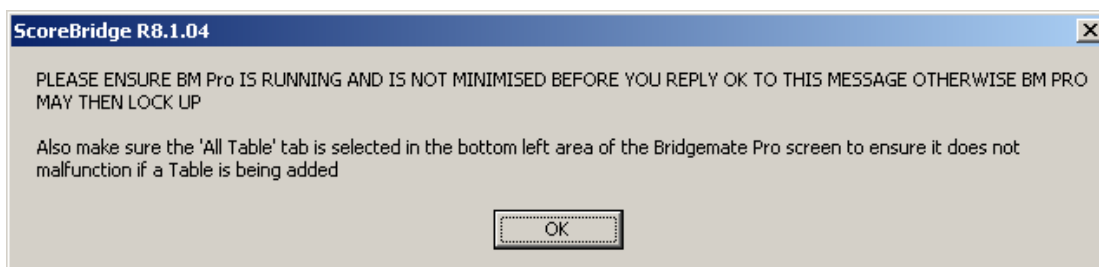 ScoreBridge R8.1.04
PLEASE ENSURE BM Pro IS RUNNING AND IS NOT MINIMISED BEFORE YOU REPLY OK TO THIS MESSAGE OTHERWISE BM PRO
MAY THEN LOCK UP
Also make sure the 'All Table' tab is selected in the bottom left area of the Bridgemate Pro screen to ensure it does not
malfunction if a Table is being added
OK